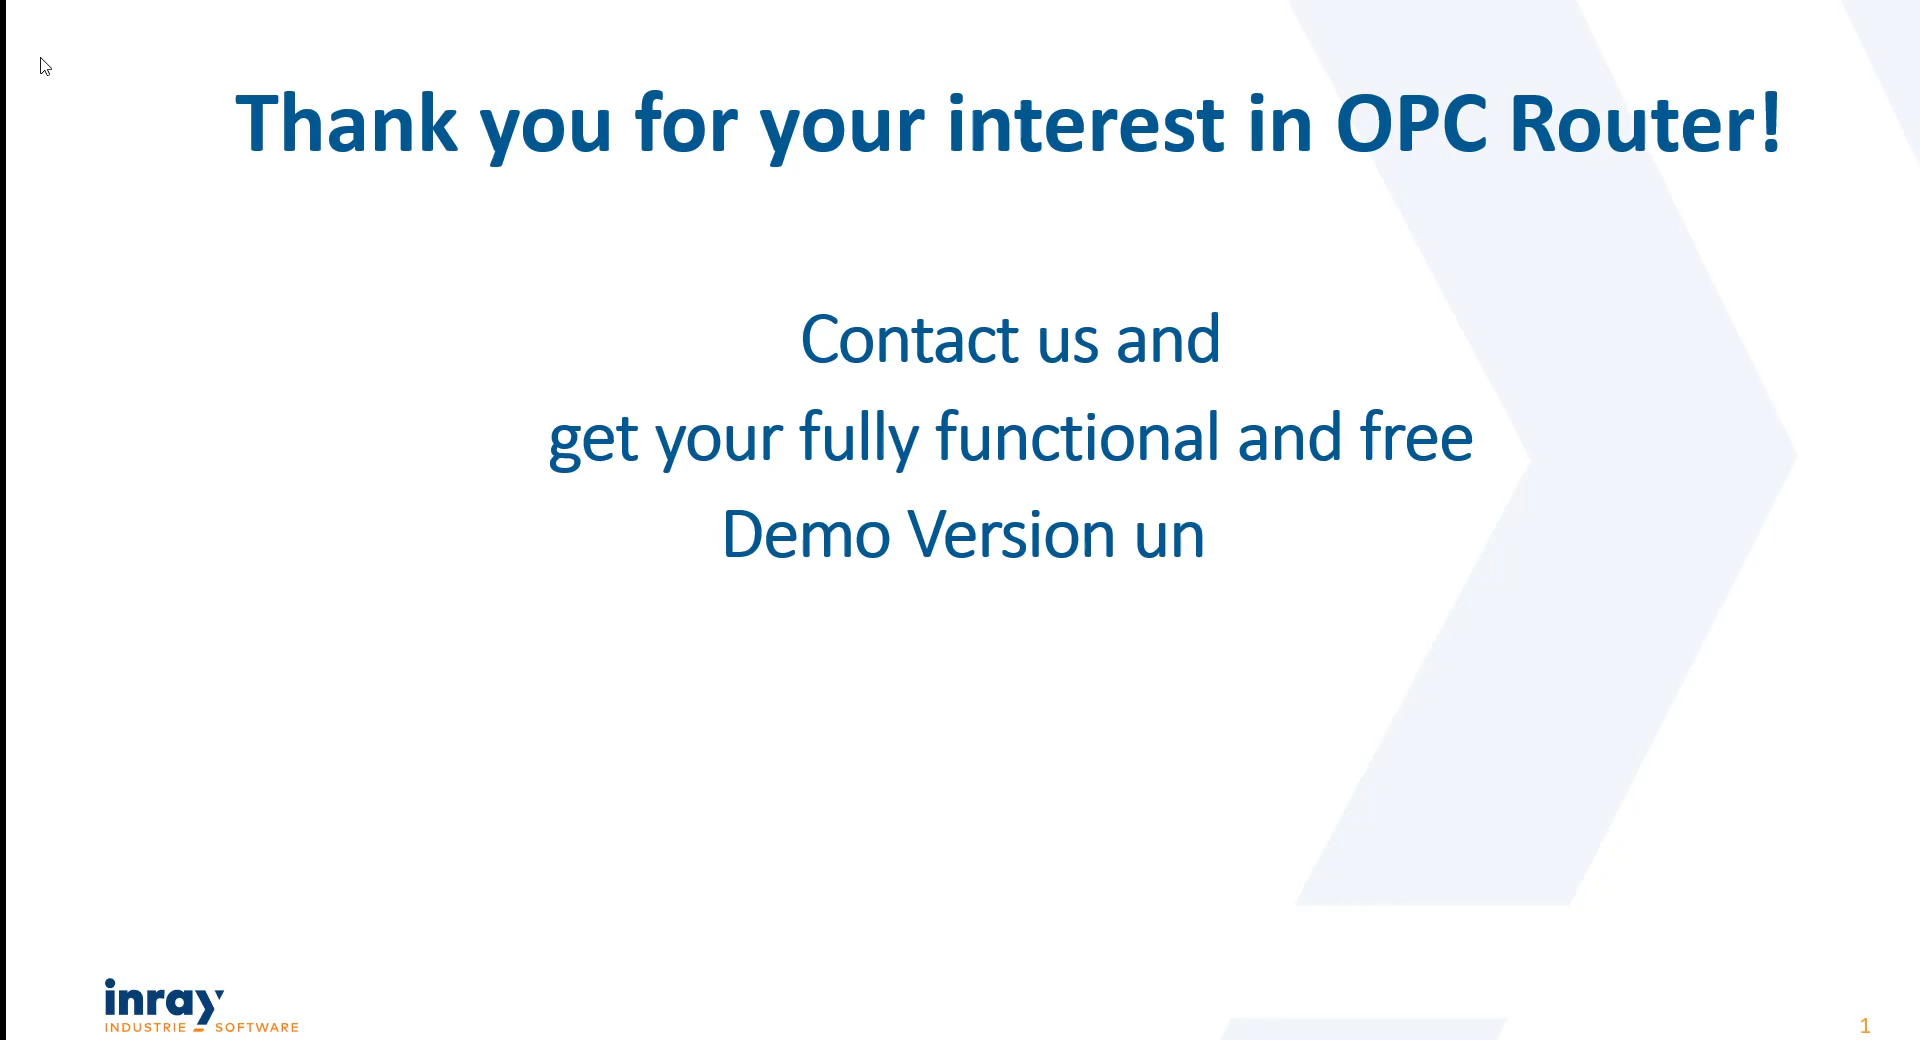 Thank you for your interest in OPC Router!
Contact us and
get your fully functional and free
Demo Version un
inray
INDUSTRIE SOFTWARE
1